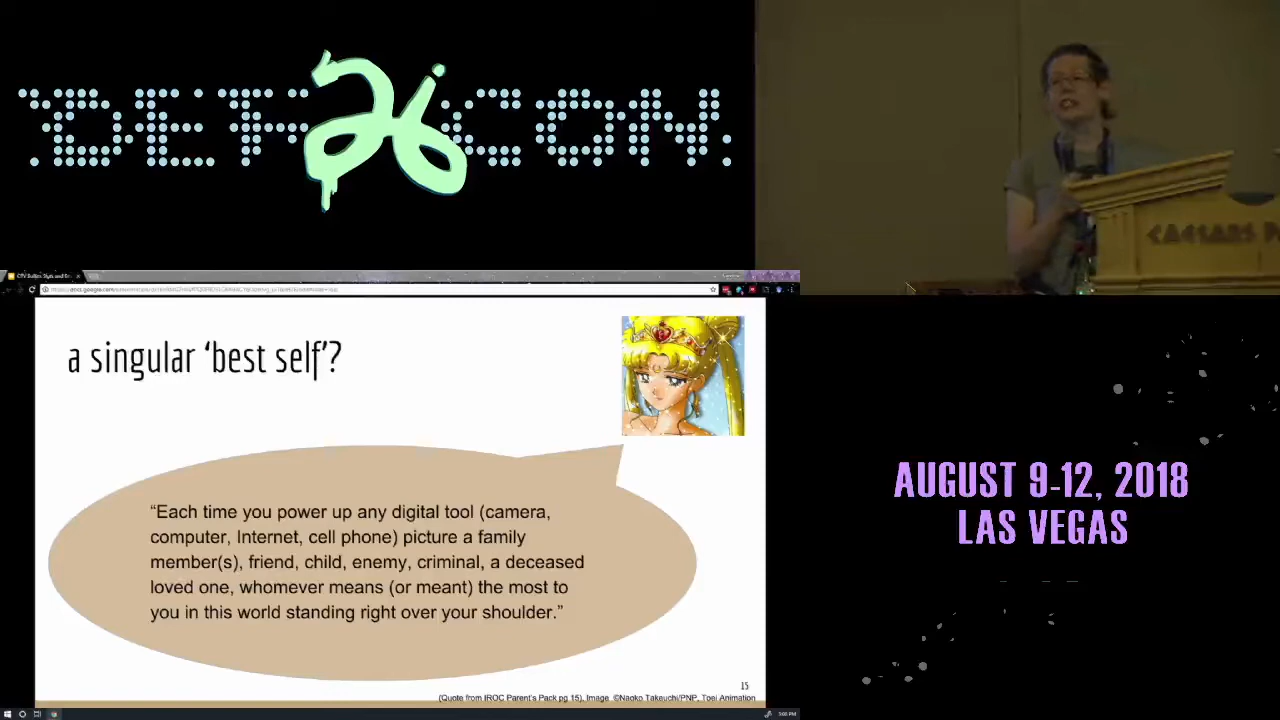 DEF 26 CON
CAESARS
a singular ‘best self’?
“Each time you power up any digital tool (camera,
computer, Internet, cell phone) picture a family
member(s), friend, child, enemy, criminal, a deceased
loved one, whomever means (or meant) the most to
you in this world standing right over your shoulder.”
15
(Quote from IROC Parent's Pack pg 15), Image ©Naoko Takeuchi/PNP, Toei Animation
AUGUST 9-12, 2018
LAS VEGAS